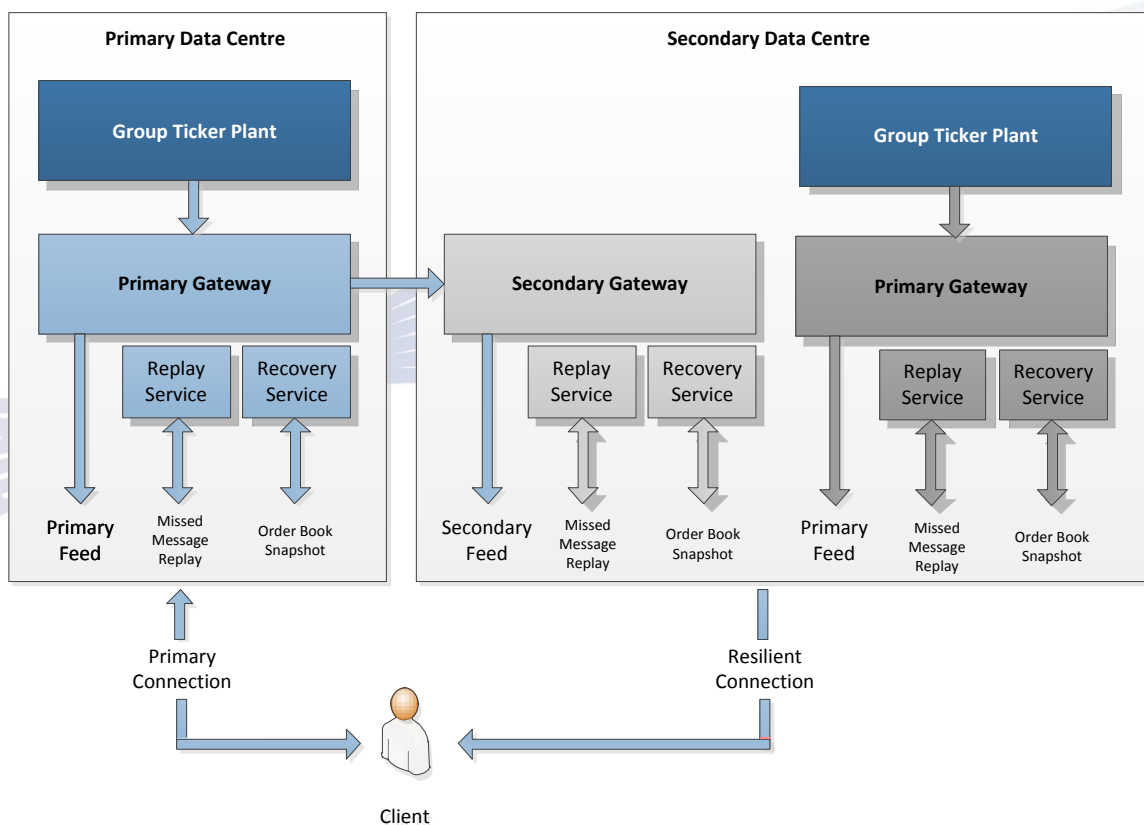 Primary Data Centre
Group Ticker Plant
Primary Gateway
Replay
Service
Recovery
Service
Primary
Feed
Missed
Message
Replay
Order Book
Snapshot
Secondary Data Centre
Group Ticker Plant
Secondary Gateway
Primary Gateway
Replay
Service
Recovery
Service
Replay
Service
Recovery
Service
Secondary
Feed
Missed
Message
Replay
Order Book
Snapshot
Primary
Feed
Missed
Message
Replay
Order Book
Snapshot
Primary
Connection
Resilient
Connection
Client